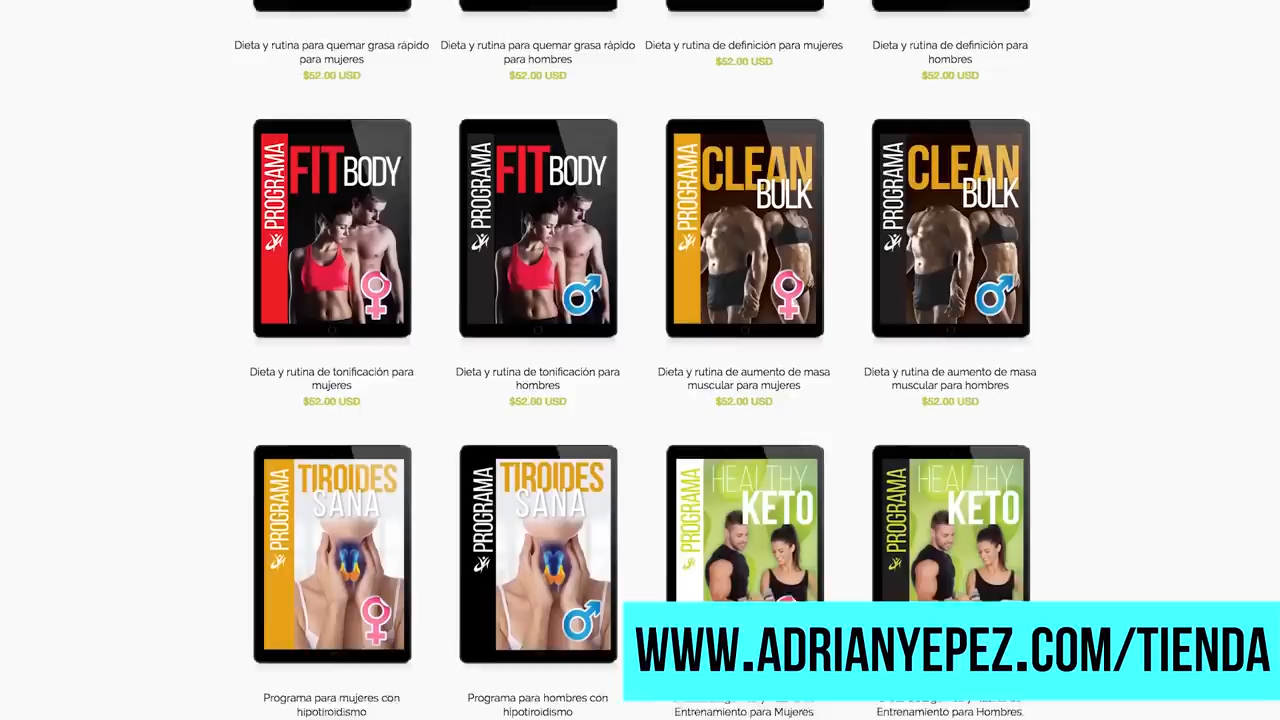 Dieta y rutina para quemar grasa rápido
para mujeres
$52.00 USD
Dieta y rutina para quemar grasa rápido
para hombres
$52.00 USD
Dieta y rutina de definición para mujeres
$52.00 USD
Dieta y rutina de definición para
hombres
$52.00 USD
PROGRAMA
FIT BODY
PROGRAMA
FIT BODY
PROGRAMA
CLEAN
BULK
PROGRAMA
CLEAN
BULK
Dieta y rutina de tonificación para
mujeres
$52.00 USD
Dieta y rutina de tonificación para
hombres
$52.00 USD
Dieta y rutina de aumento de masa
muscular para mujeres
$52.00 USD
Dieta y rutina de aumento de masa
muscular para hombres
$52.00 USD
PROGRAMA
TIROIDES
SANA
PROGRAMA
TIROIDES
SANA
PROGRAMA
HEALTHY
KETO
PROGRAMA
HEALTHY
KETO
WWW.ADRIANYEPEZ.COM/TIENDA
Programa para mujeres con
hipotiroidismo
Programa para hombres con
hipotiroidismo
Entrenamiento para Mujeres
Entrenamiento para Hombres.